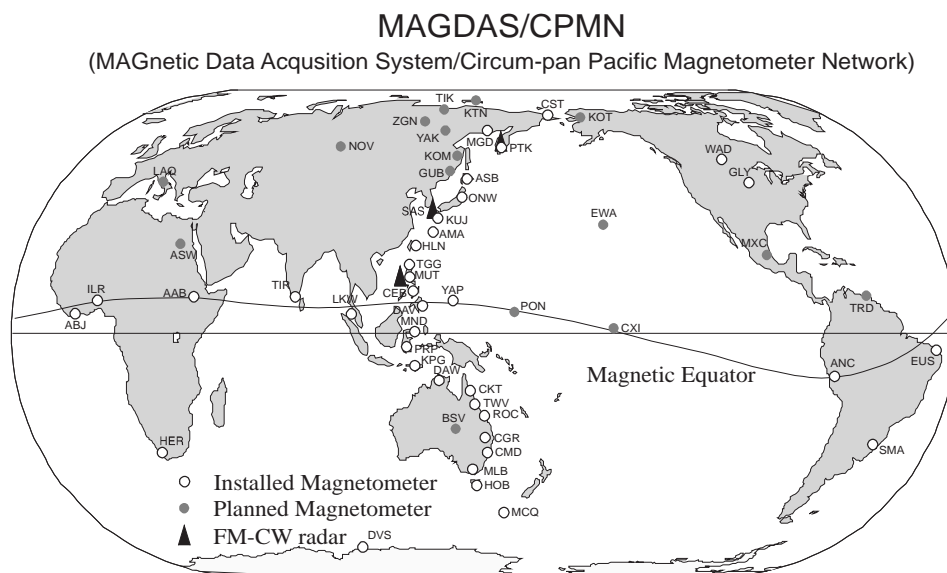 MAGDAS/CPMN
(MAGnetic Data Acqusition System/Circum-pan Pacific Magnetometer Network)
TIK
KTN
CST
KOT
ZGN
YAK
MGD
PTK
NOV
KOM
WAD
GUB
ASB
GLY
LAQ
ONW
SAS
KUJ
EWA
AMA
ASW
HLN
MXC
TGG
MUT
TIR
CEB
YAP
ILR
AAB
LKW
DAV
PON
TRD
ABJ
MND
CXI
PRP
ANC
EUS
KPG
Magnetic Equator
DAW
CKT
TWV
ROC
BSV
HER
CGR
CMD
SMA
MLB
Installed Magnetometer
HOB
Planned Magnetometer
MCQ
FM-CW radar
DVS